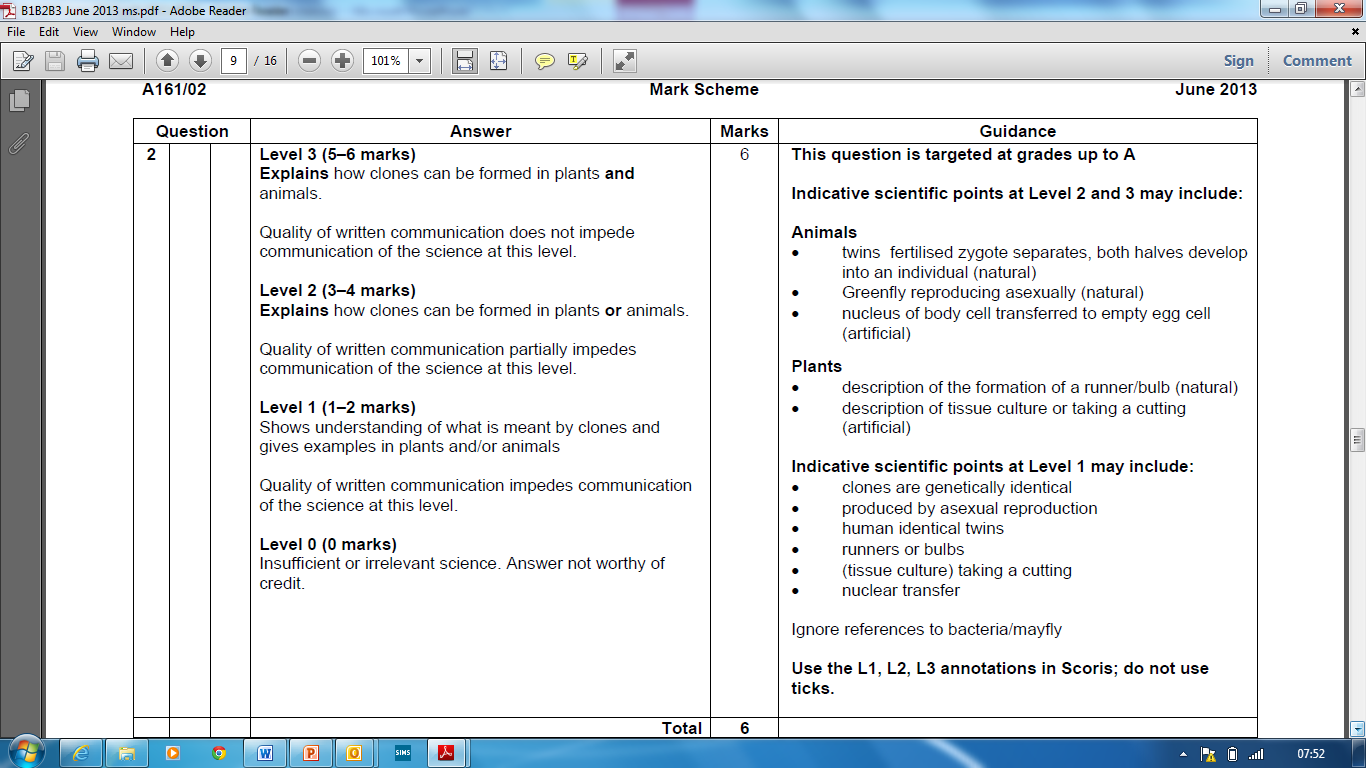 B1B2B3 June 2013 ms.pdf - Adobe Reader
File Edit View Window Help
9 / 16 101% Sign Comment
A161/02 Mark Scheme June 2013
Question Answer Marks Guidance
2
Level 3 (5–6 marks)
Explains how clones can be formed in plants and
animals.
Quality of written communication does not impede
communication of the science at this level.
Level 2 (3–4 marks)
Explains how clones can be formed in plants or animals.
Quality of written communication partially impedes
communication of the science at this level.
Level 1 (1–2 marks)
Shows understanding of what is meant by clones and
gives examples in plants and/or animals
Quality of written communication impedes communication
of the science at this level.
Level 0 (0 marks)
Insufficient or irrelevant science. Answer not worthy of
credit.
6
This question is targeted at grades up to A
Indicative scientific points at Level 2 and 3 may include:
Animals
• twins fertilised zygote separates, both halves develop
into an individual (natural)
• Greenfly reproducing asexually (natural)
• nucleus of body cell transferred to empty egg cell
(artificial)
Plants
• description of the formation of a runner/bulb (natural)
• description of tissue culture or taking a cutting
(artificial)
Indicative scientific points at Level 1 may include:
• clones are genetically identical
• produced by asexual reproduction
• human identical twins
• runners or bulbs
• (tissue culture) taking a cutting
• nuclear transfer
Ignore references to bacteria/mayfly
Use the L1, L2, L3 annotations in Scoris; do not use
ticks.
Total 6
SIMS
07:52